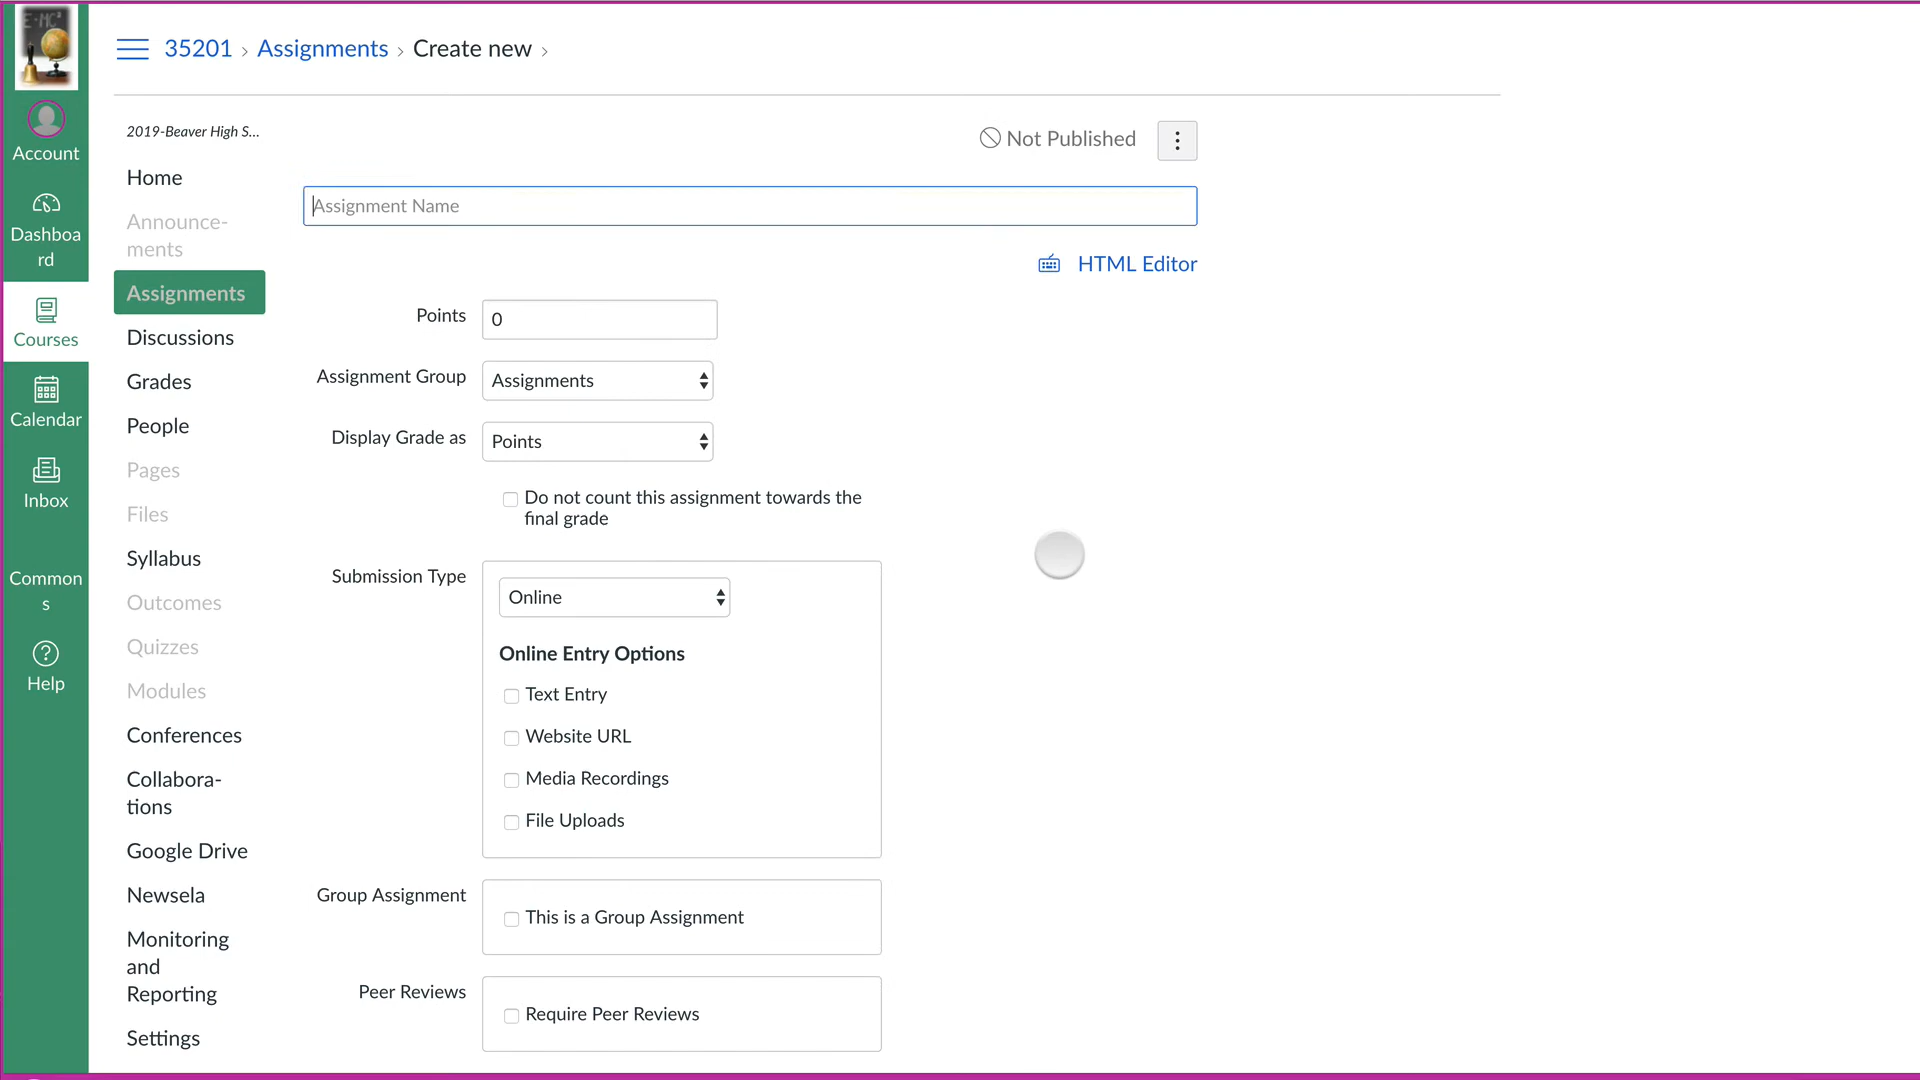 E=MC²
35201 › Assignments › Create new ›
Account
Dashboa
rd
Courses
Calendar
Inbox
Common
s
Help
2019-Beaver High S...
Home
Announce-
ments
Assignments
Discussions
Grades
People
Pages
Files
Syllabus
Outcomes
Quizzes
Modules
Conferences
Collabora-
tions
Google Drive
Newsela
Monitoring
and
Reporting
Settings
Not Published
Assignment Name
HTML Editor
Points 0
Assignment Group Assignments
Display Grade as Points
Do not count this assignment towards the
final grade
Submission Type
Online
Online Entry Options
Text Entry
Website URL
Media Recordings
File Uploads
Group Assignment
This is a Group Assignment
Peer Reviews
Require Peer Reviews